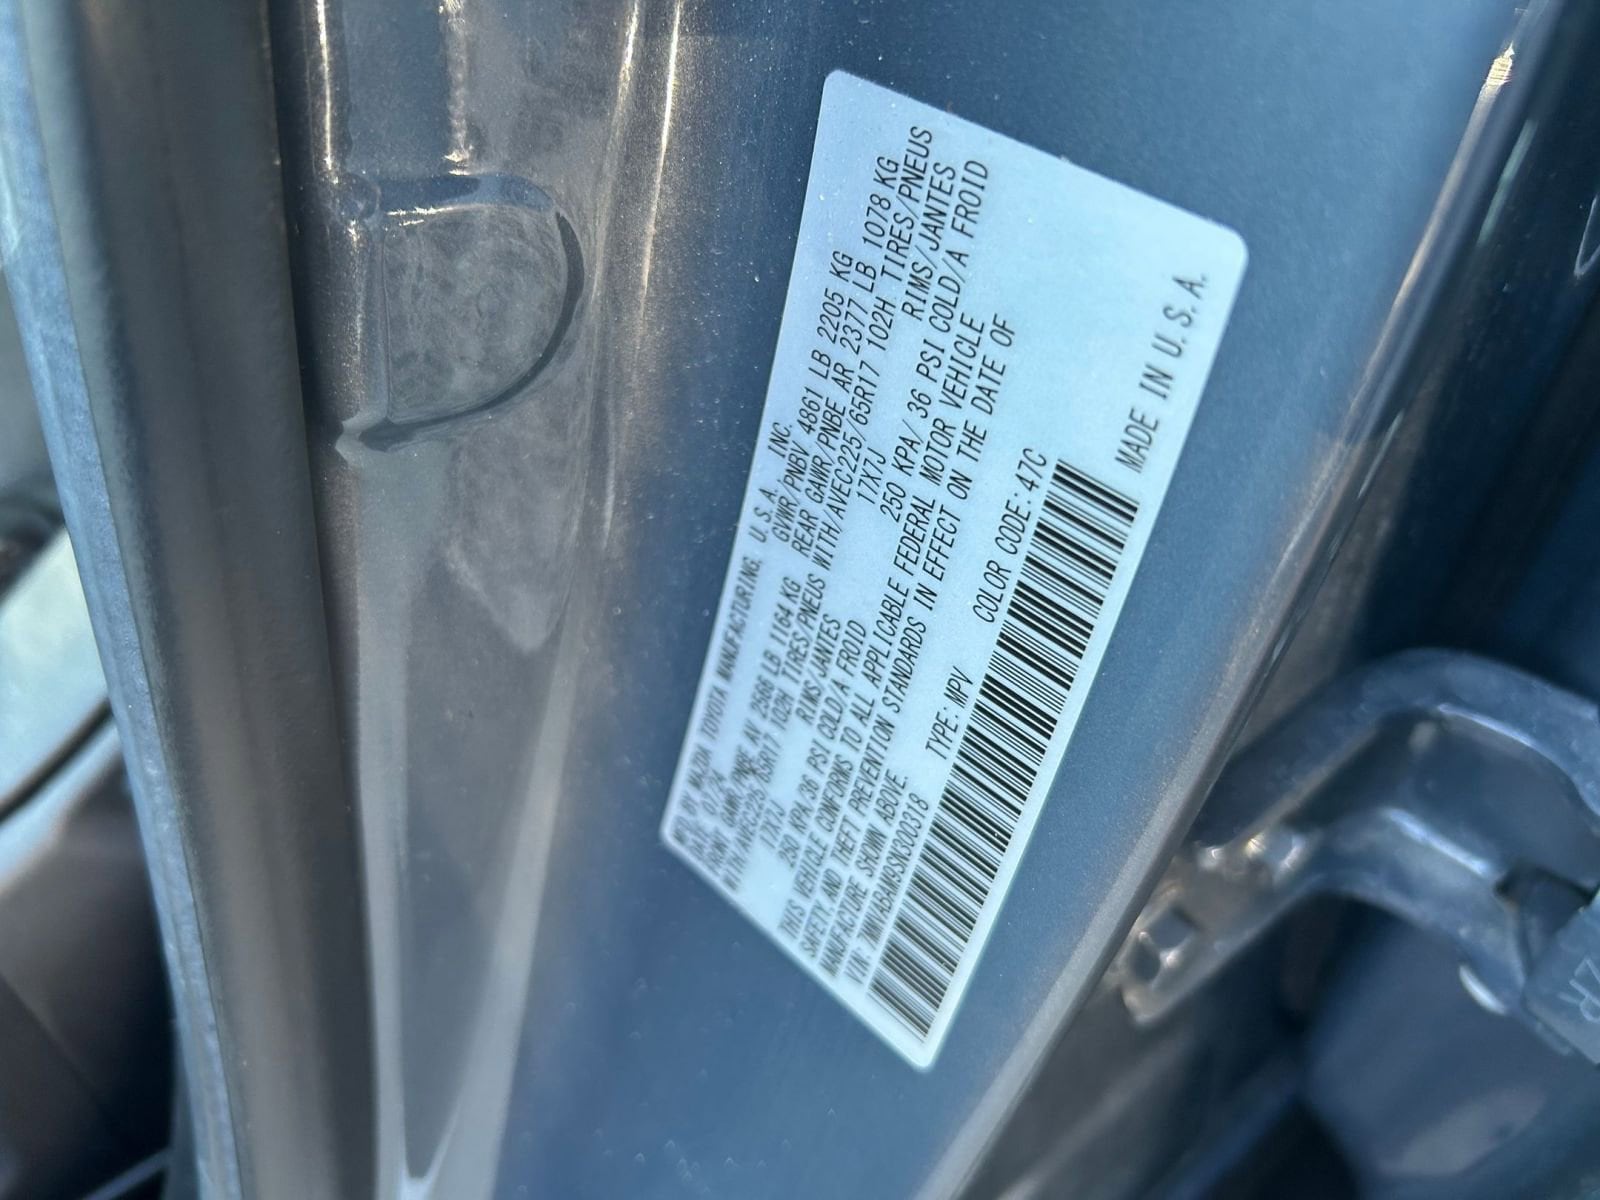 MFD BY MAZDA TOYOTA MANUFACTURING, U.S.A., INC.
DATE: 07/24 GVWR/PNBV 4861 LB 2205 KG
FRONT GAWR/PNBE AV 2566 LB 1164 KG REAR GAWR/PNBE AR 2377 LB 1078 KG
WITH/AVEC225/65R17 102H TIRES/PNEUS WITH/AVEC225/65R17 102H TIRES/PNEUS
17X7J RIMS/JANTES 17X7J RIMS/JANTES
250 KPA/36 PSI COLD/A FROID 250 KPA/36 PSI COLD/A FROID
THIS VEHICLE CONFORMS TO ALL APPLICABLE FEDERAL MOTOR VEHICLE
SAFETY, AND THEFT PREVENTION STANDARDS IN EFFECT ON THE DATE OF
MANUFACTURE SHOWN ABOVE.
VIN: 7MMVABAM9SN300318 TYPE: MPV COLOR CODE: 47C
MADE IN U.S.A.